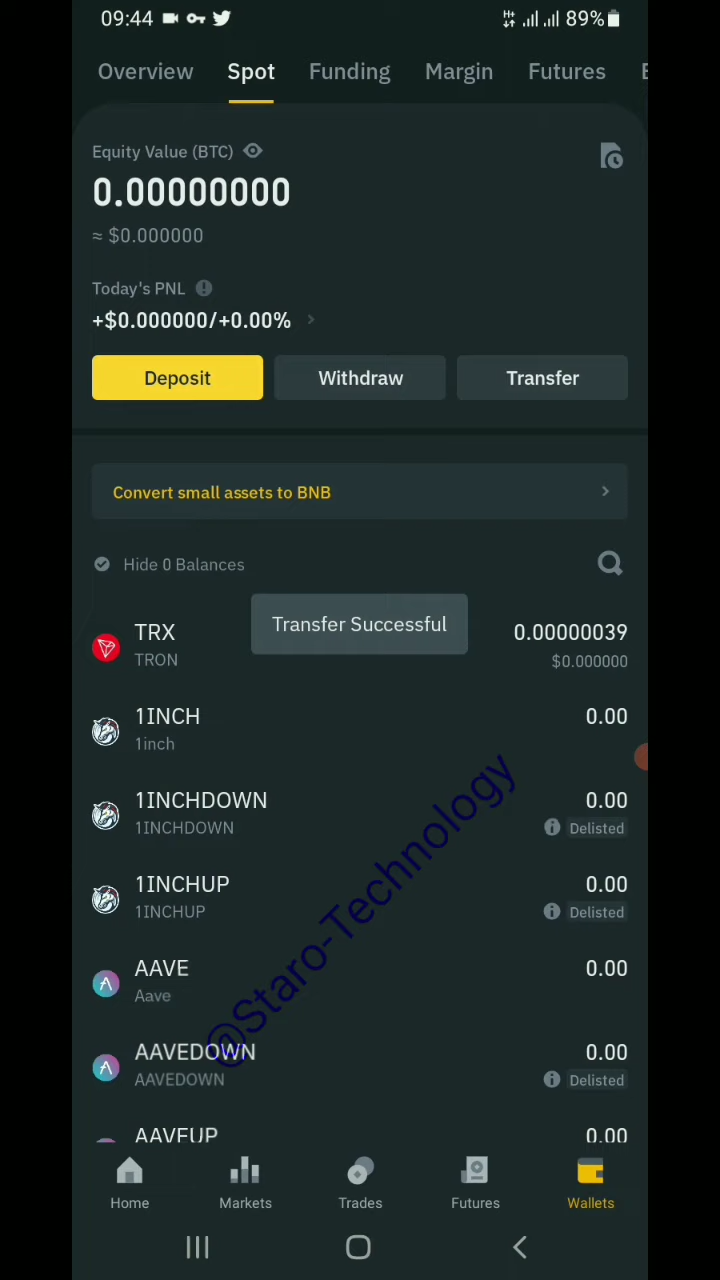 09:44 89%
Overview Spot Funding Margin Futures
Equity Value (BTC)
0.00000000
≈ $0.000000
Today's PNL
+$0.000000/+0.00%
Deposit Withdraw Transfer
Convert small assets to BNB
Hide 0 Balances
Transfer Successful
TRX 0.00000039
TRON $0.000000
1INCH 0.00
1inch
1INCHDOWN 0.00
1INCHDOWN Delisted
1INCHUP 0.00
1INCHUP Delisted
AAVE 0.00
Aave
AAVEDOWN 0.00
AAVEDOWN Delisted
AAVEUP 0.00
@Staro-Technology
Home Markets Trades Futures Wallets